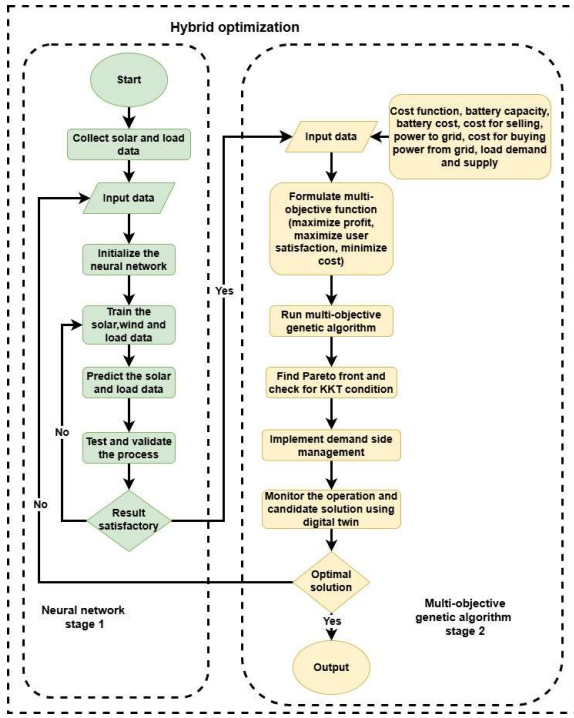 Hybrid optimization
Start
Collect solar and load
data
Input data
Initialize the
neural network
Train the
solar,wind and
load data
Predict the solar
and load data
No
Test and validate
the process
Result
satisfactory
No
Neural network
stage 1
Yes
Input data
Cost function, battery capacity,
battery cost, cost for selling,
power to grid, cost for buying
power from grid, load demand
and supply
Formulate multi-
objective function
(maximize profit,
maximize user
satisfaction, minimize
cost)
Run multi-objective
genetic algorithm
Find Pareto front and
check for KKT condition
Implement demand side
management
Monitor the operation and
candidate solution using
digital twin
Optimal
solution
Yes
Output
Multi-objective
genetic algorithm
stage 2